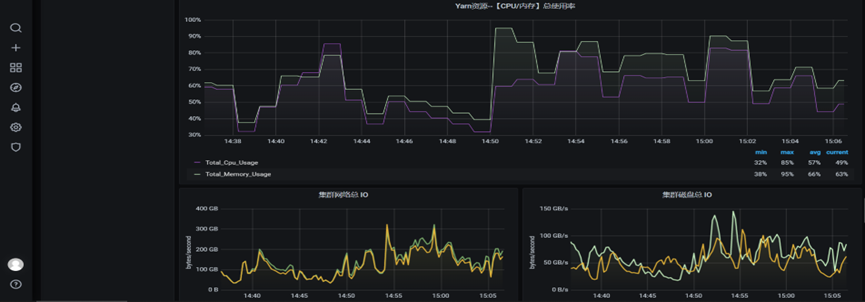 Yarn资源--【CPU/内存】总使用率
100%
90%
80%
70%
60%
50%
40%
30%
14:38 14:40 14:42 14:44 14:46 14:48 14:50 14:52 14:54 14:56 14:58 15:00 15:02 15:04 15:06
min max avg current
Total_Cpu_Usage 32% 85% 57% 49%
Total_Memory_Usage 38% 95% 66% 63%
集群网络总 IO
bytes/second
400 GB
300 GB
200 GB
100 GB
0 B
14:40 14:45 14:50 14:55 15:00 15:05
集群磁盘总 IO
bytes/second
150 GB/s
100 GB/s
50 GB/s
0 B/s
14:40 14:45 14:50 14:55 15:00 15:05